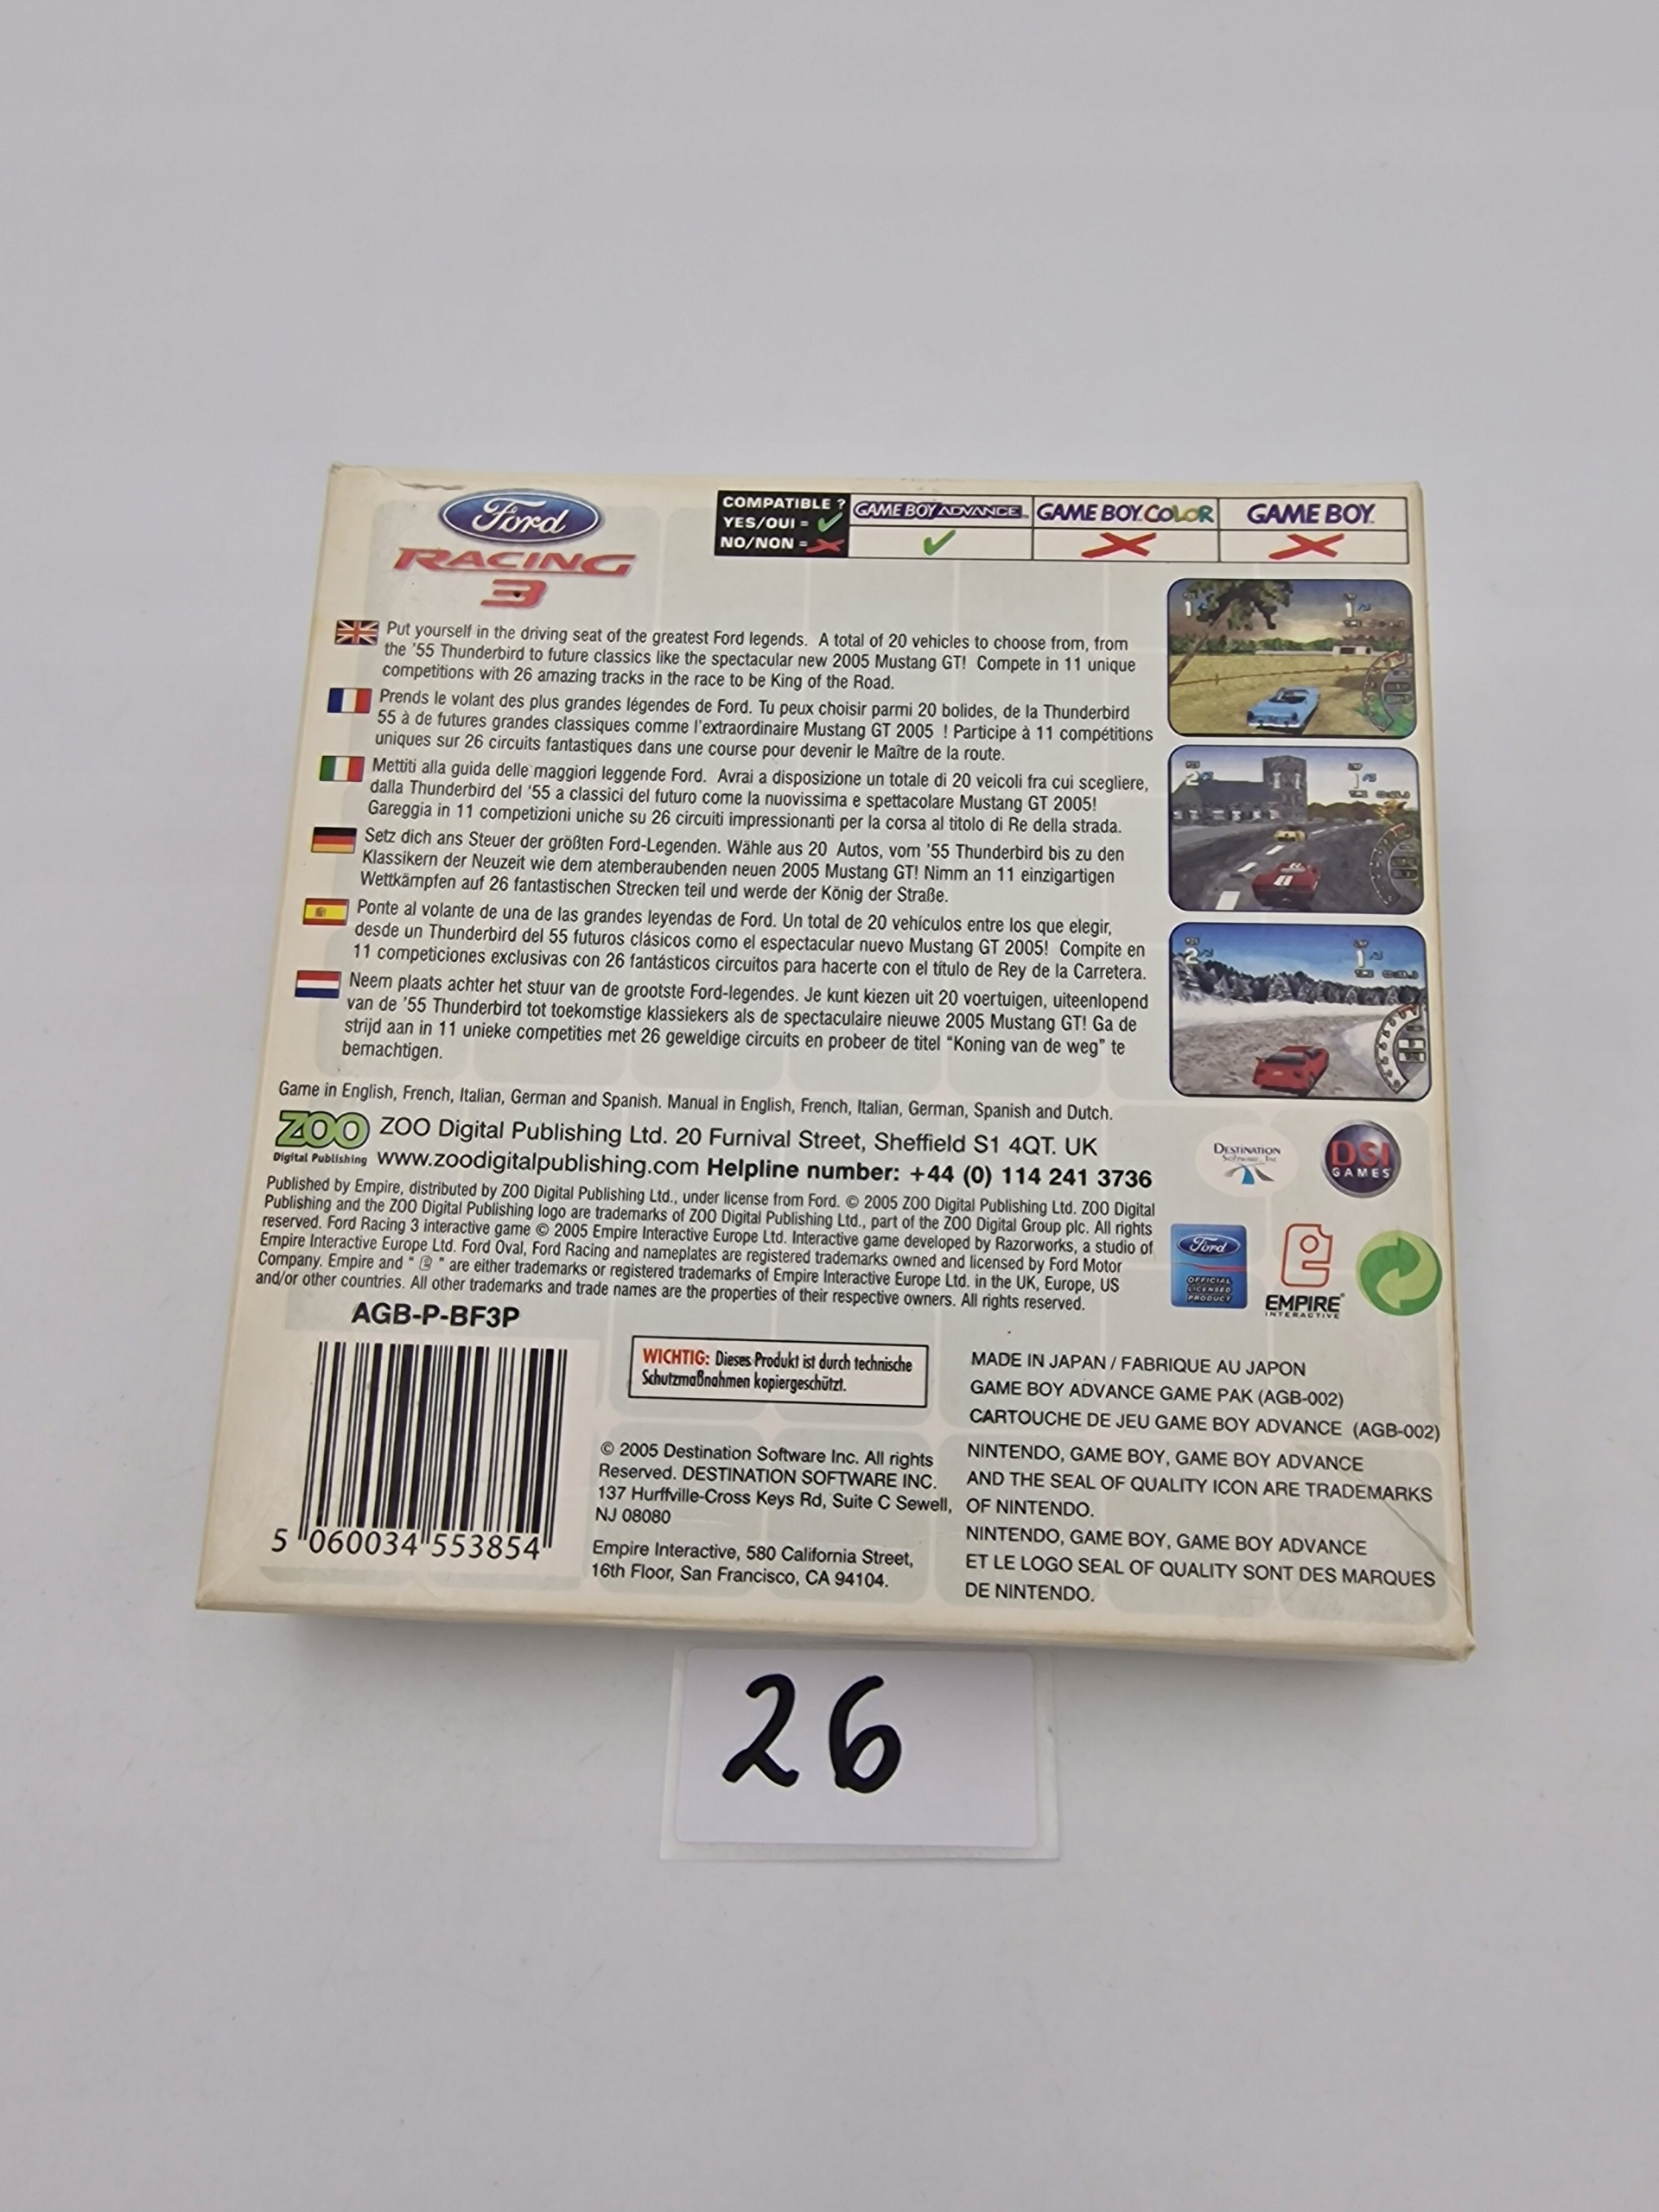 Ford
RACING
3
COMPATIBLE ?
YES/OUI =
NO/NON =
GAME BOY ADVANCE
GAME BOY COLOR
GAME BOY
Put yourself in the driving seat of the greatest Ford legends. A total of 20 vehicles to choose from, from
the '55 Thunderbird to future classics like the spectacular new 2005 Mustang GT! Compete in 11 unique
competitions with 26 amazing tracks in the race to be King of the Road.
Prends le volant des plus grandes légendes de Ford. Tu peux choisir parmi 20 bolides, de la Thunderbird
55 à de futures grandes classiques comme l'extraordinaire Mustang GT 2005 ! Participe à 11 compétitions
uniques sur 26 circuits fantastiques dans une course pour devenir le Maître de la route.
Mettiti alla guida delle maggiori leggende Ford. Avrai a disposizione un totale di 20 veicoli fra cui scegliere,
dalla Thunderbird del '55 a classici del futuro come la nuovissima e spettacolare Mustang GT 2005!
Gareggia in 11 competizioni uniche su 26 circuiti impressionanti per la corsa al titolo di Re della strada.
Setz dich ans Steuer der größten Ford-Legenden. Wähle aus 20 Autos, vom '55 Thunderbird bis zu den
Klassikern der Neuzeit wie dem atemberaubenden neuen 2005 Mustang GT! Nimm an 11 einzigartigen
Wettkämpfen auf 26 fantastischen Strecken teil und werde der König der Straße.
Ponte al volante de una de las grandes leyendas de Ford. Un total de 20 vehículos entre los que elegir,
desde un Thunderbird del 55 futuros clásicos como el espectacular nuevo Mustang GT 2005! Compite en
11 competiciones exclusivas con 26 fantásticos circuitos para hacerte con el título de Rey de la Carretera.
Neem plaats achter het stuur van de grootste Ford-legendes. Je kunt kiezen uit 20 voertuigen, uiteenlopend
van de '55 Thunderbird tot toekomstige klassiekers als de spectaculaire nieuwe 2005 Mustang GT! Ga de
strijd aan in 11 unieke competities met 26 geweldige circuits en probeer de titel "Koning van de weg" te
bemachtigen.
Game in English, French, Italian, German and Spanish. Manual in English, French, Italian, German, Spanish and Dutch.
ZOO
Digital Publishing
ZOO Digital Publishing Ltd. 20 Furnival Street, Sheffield S1 4QT. UK
www.zoodigitalpublishing.com Helpline number: +44 (0) 114 241 3736
DESTINATION
Software, Inc
DSI
GAMES
Published by Empire, distributed by ZOO Digital Publishing Ltd., under license from Ford. © 2005 ZOO Digital Publishing Ltd. ZOO Digital
Publishing and the ZOO Digital Publishing logo are trademarks of ZOO Digital Publishing Ltd., part of the ZOO Digital Group plc. All rights
reserved. Ford Racing 3 interactive game © 2005 Empire Interactive Europe Ltd. Interactive game developed by Razorworks, a studio of
Empire Interactive Europe Ltd. Ford Oval, Ford Racing and nameplates are registered trademarks owned and licensed by Ford Motor
Company. Empire and " e " are either trademarks or registered trademarks of Empire Interactive Europe Ltd. in the UK, Europe, US
and/or other countries. All other trademarks and trade names are the properties of their respective owners. All rights reserved.
Ford
OFFICIAL
LICENSED
PRODUCT
EMPIRE
INTERACTIVE
AGB-P-BF3P
5 060034 553854
WICHTIG: Dieses Produkt ist durch technische
Schutzmaßnahmen kopiergeschützt.
© 2005 Destination Software Inc. All rights
Reserved. DESTINATION SOFTWARE INC.
137 Hurffville-Cross Keys Rd, Suite C Sewell,
NJ 08080
Empire Interactive, 580 California Street,
16th Floor, San Francisco, CA 94104.
MADE IN JAPAN / FABRIQUE AU JAPON
GAME BOY ADVANCE GAME PAK (AGB-002)
CARTOUCHE DE JEU GAME BOY ADVANCE (AGB-002)
NINTENDO, GAME BOY, GAME BOY ADVANCE
AND THE SEAL OF QUALITY ICON ARE TRADEMARKS
OF NINTENDO.
NINTENDO, GAME BOY, GAME BOY ADVANCE
ET LE LOGO SEAL OF QUALITY SONT DES MARQUES
DE NINTENDO.
26